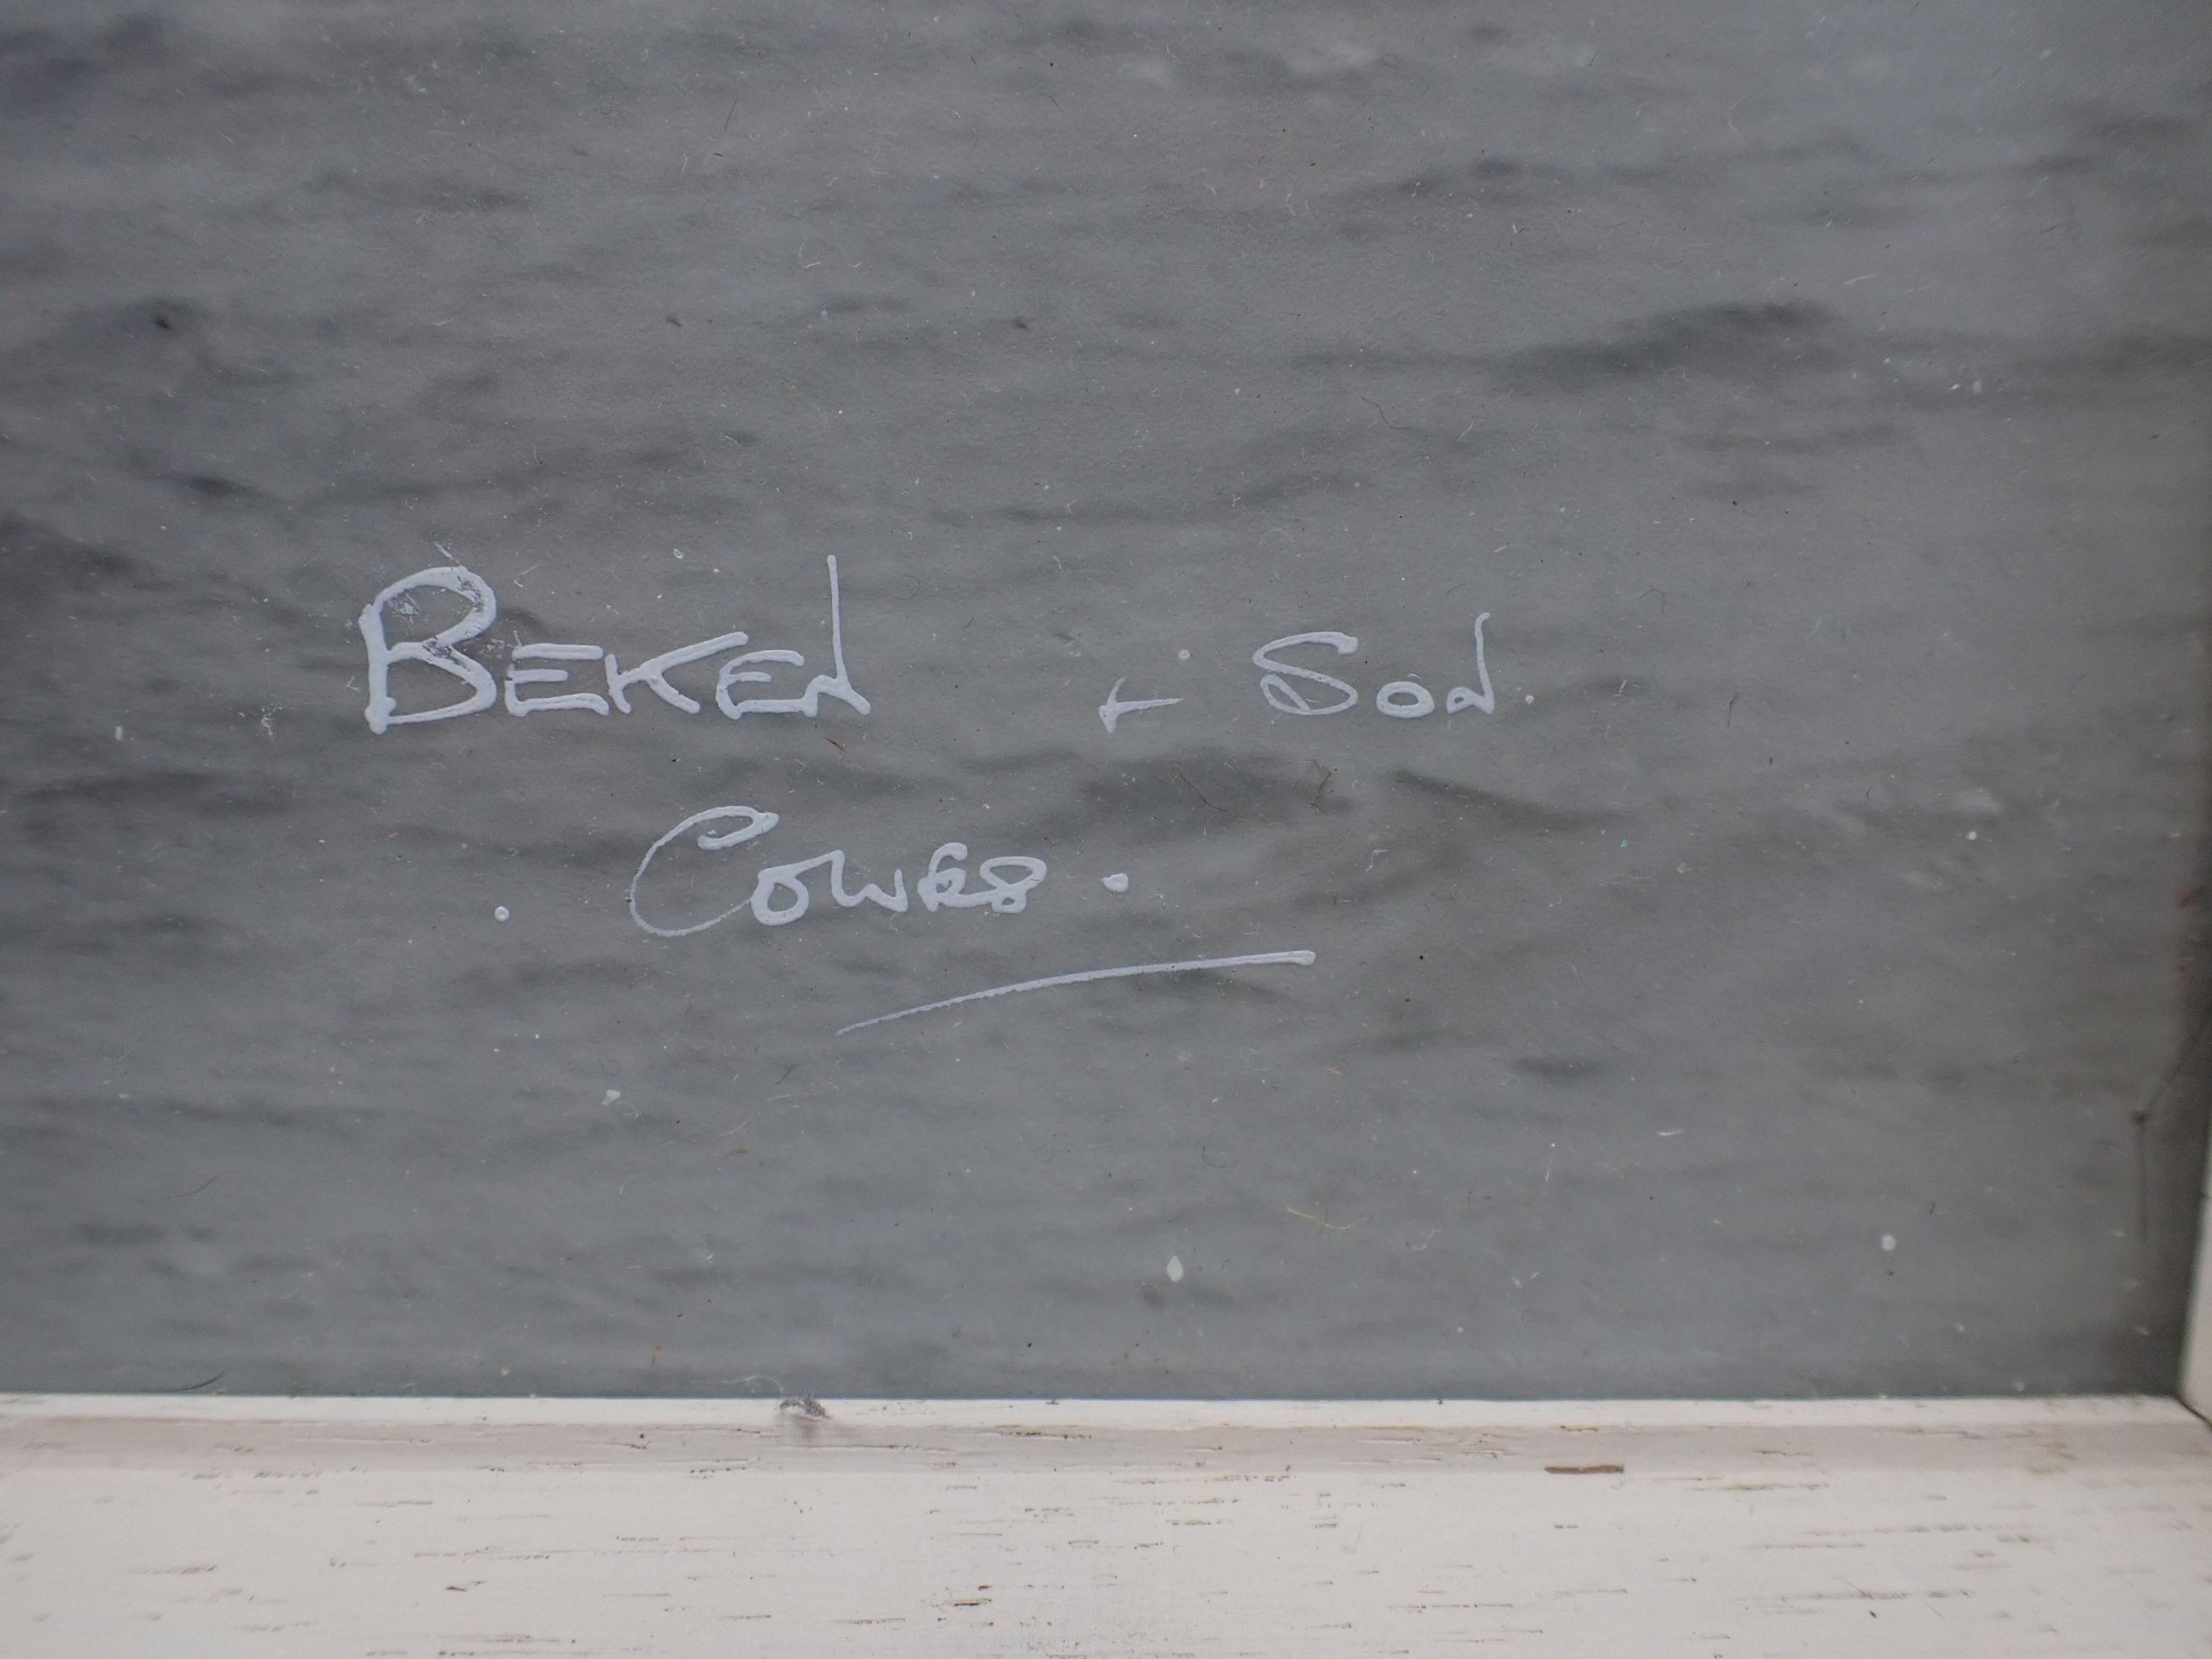 BEKEN + SON
. COWES .